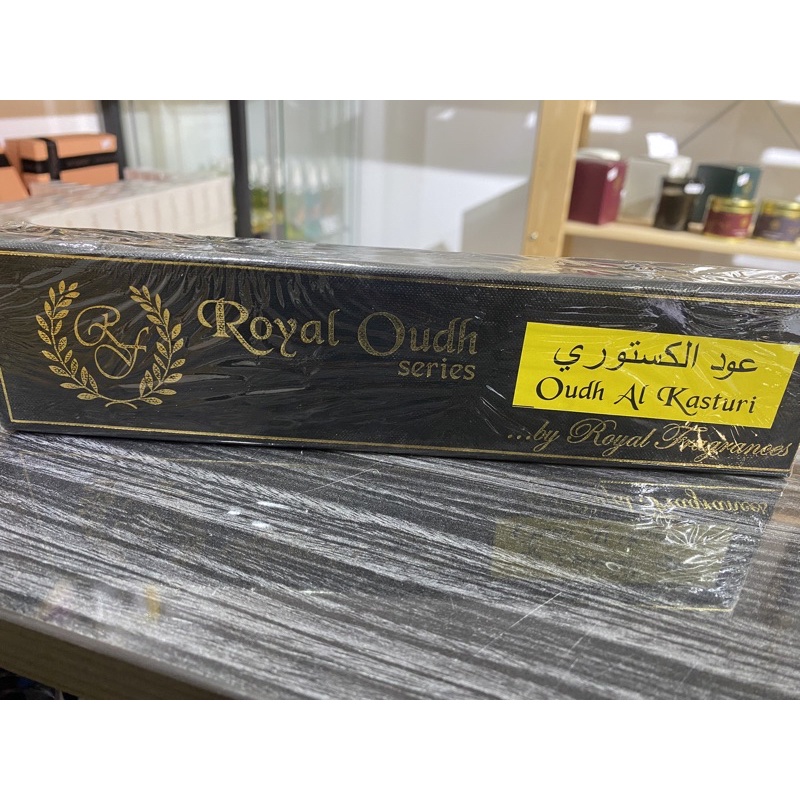 Rf
Royal Oudh
series
عود الكستوري
Oudh Al Kasturi
...by Royal Fragrances